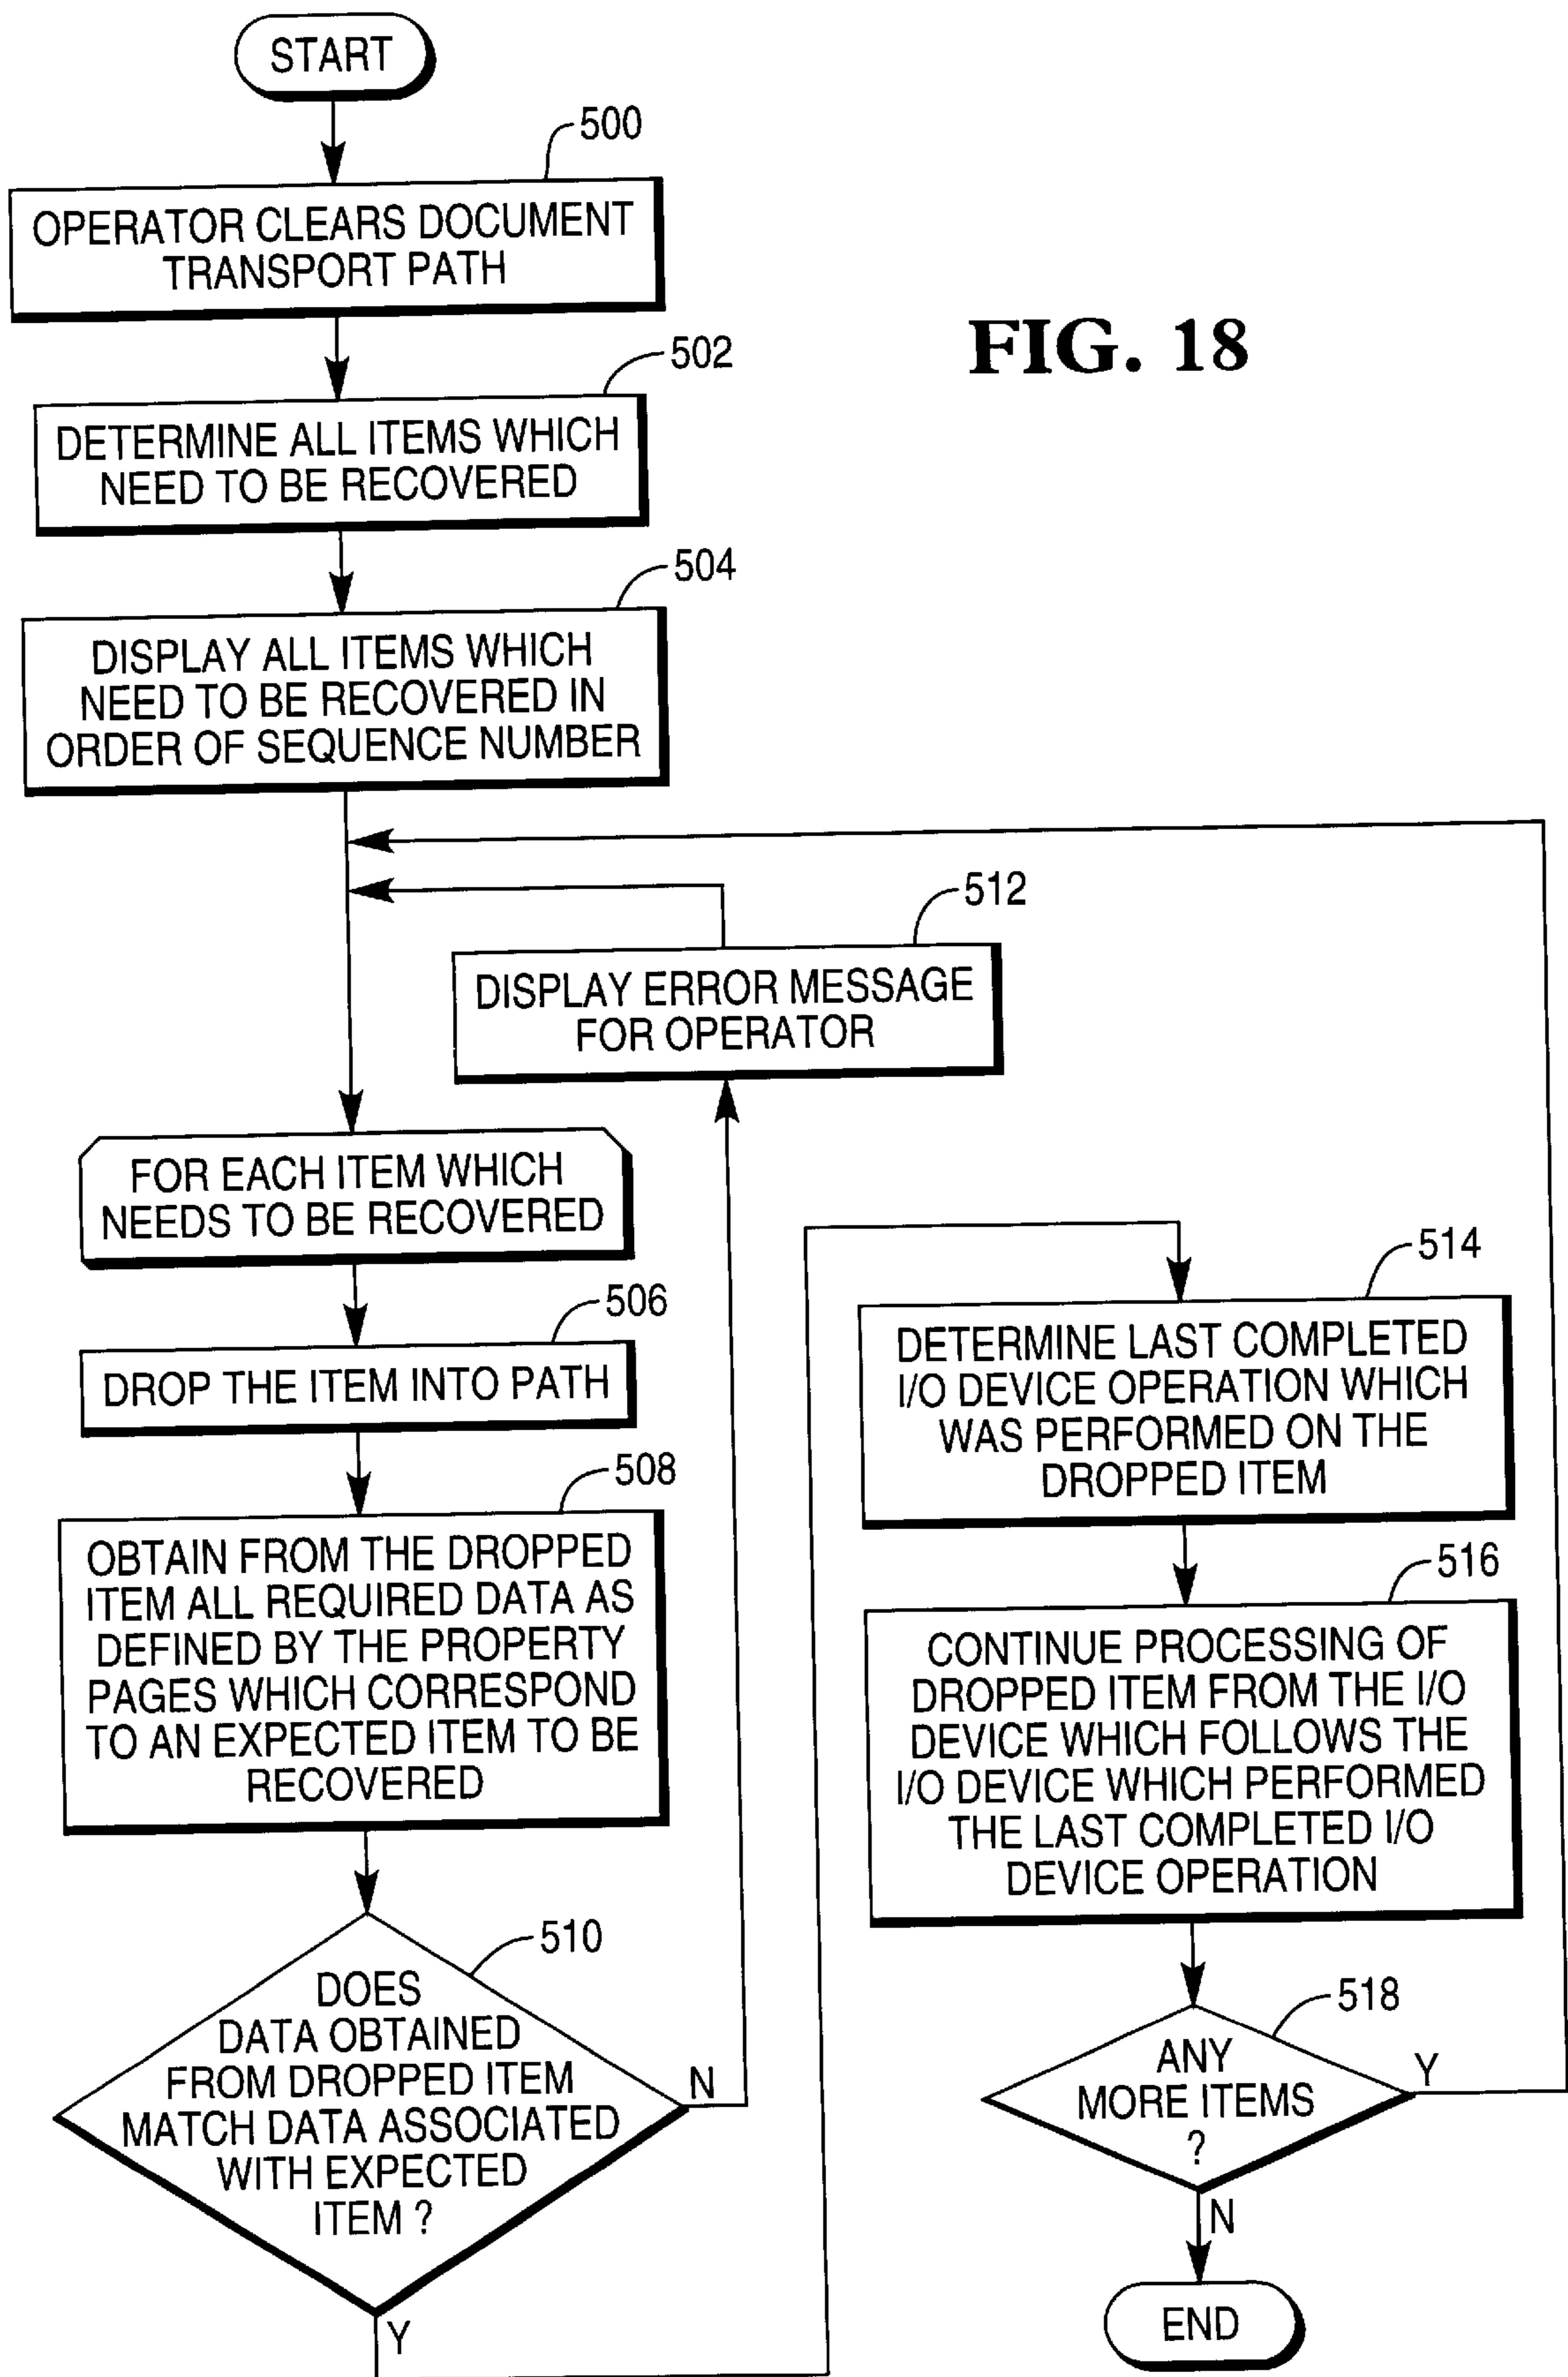 START
500
OPERATOR CLEARS DOCUMENT
TRANSPORT PATH
FIG. 18
502
DETERMINE ALL ITEMS WHICH
NEED TO BE RECOVERED
504
DISPLAY ALL ITEMS WHICH
NEED TO BE RECOVERED IN
ORDER OF SEQUENCE NUMBER
512
DISPLAY ERROR MESSAGE
FOR OPERATOR
FOR EACH ITEM WHICH
NEEDS TO BE RECOVERED
506
DROP THE ITEM INTO PATH
508
OBTAIN FROM THE DROPPED
ITEM ALL REQUIRED DATA AS
DEFINED BY THE PROPERTY
PAGES WHICH CORRESPOND
TO AN EXPECTED ITEM TO BE
RECOVERED
510
DOES
DATA OBTAINED
FROM DROPPED ITEM
MATCH DATA ASSOCIATED
WITH EXPECTED
ITEM ?
N
Y
514
DETERMINE LAST COMPLETED
I/O DEVICE OPERATION WHICH
WAS PERFORMED ON THE
DROPPED ITEM
516
CONTINUE PROCESSING OF
DROPPED ITEM FROM THE I/O
DEVICE WHICH FOLLOWS THE
I/O DEVICE WHICH PERFORMED
THE LAST COMPLETED I/O
DEVICE OPERATION
518
ANY
MORE ITEMS
?
Y
N
END